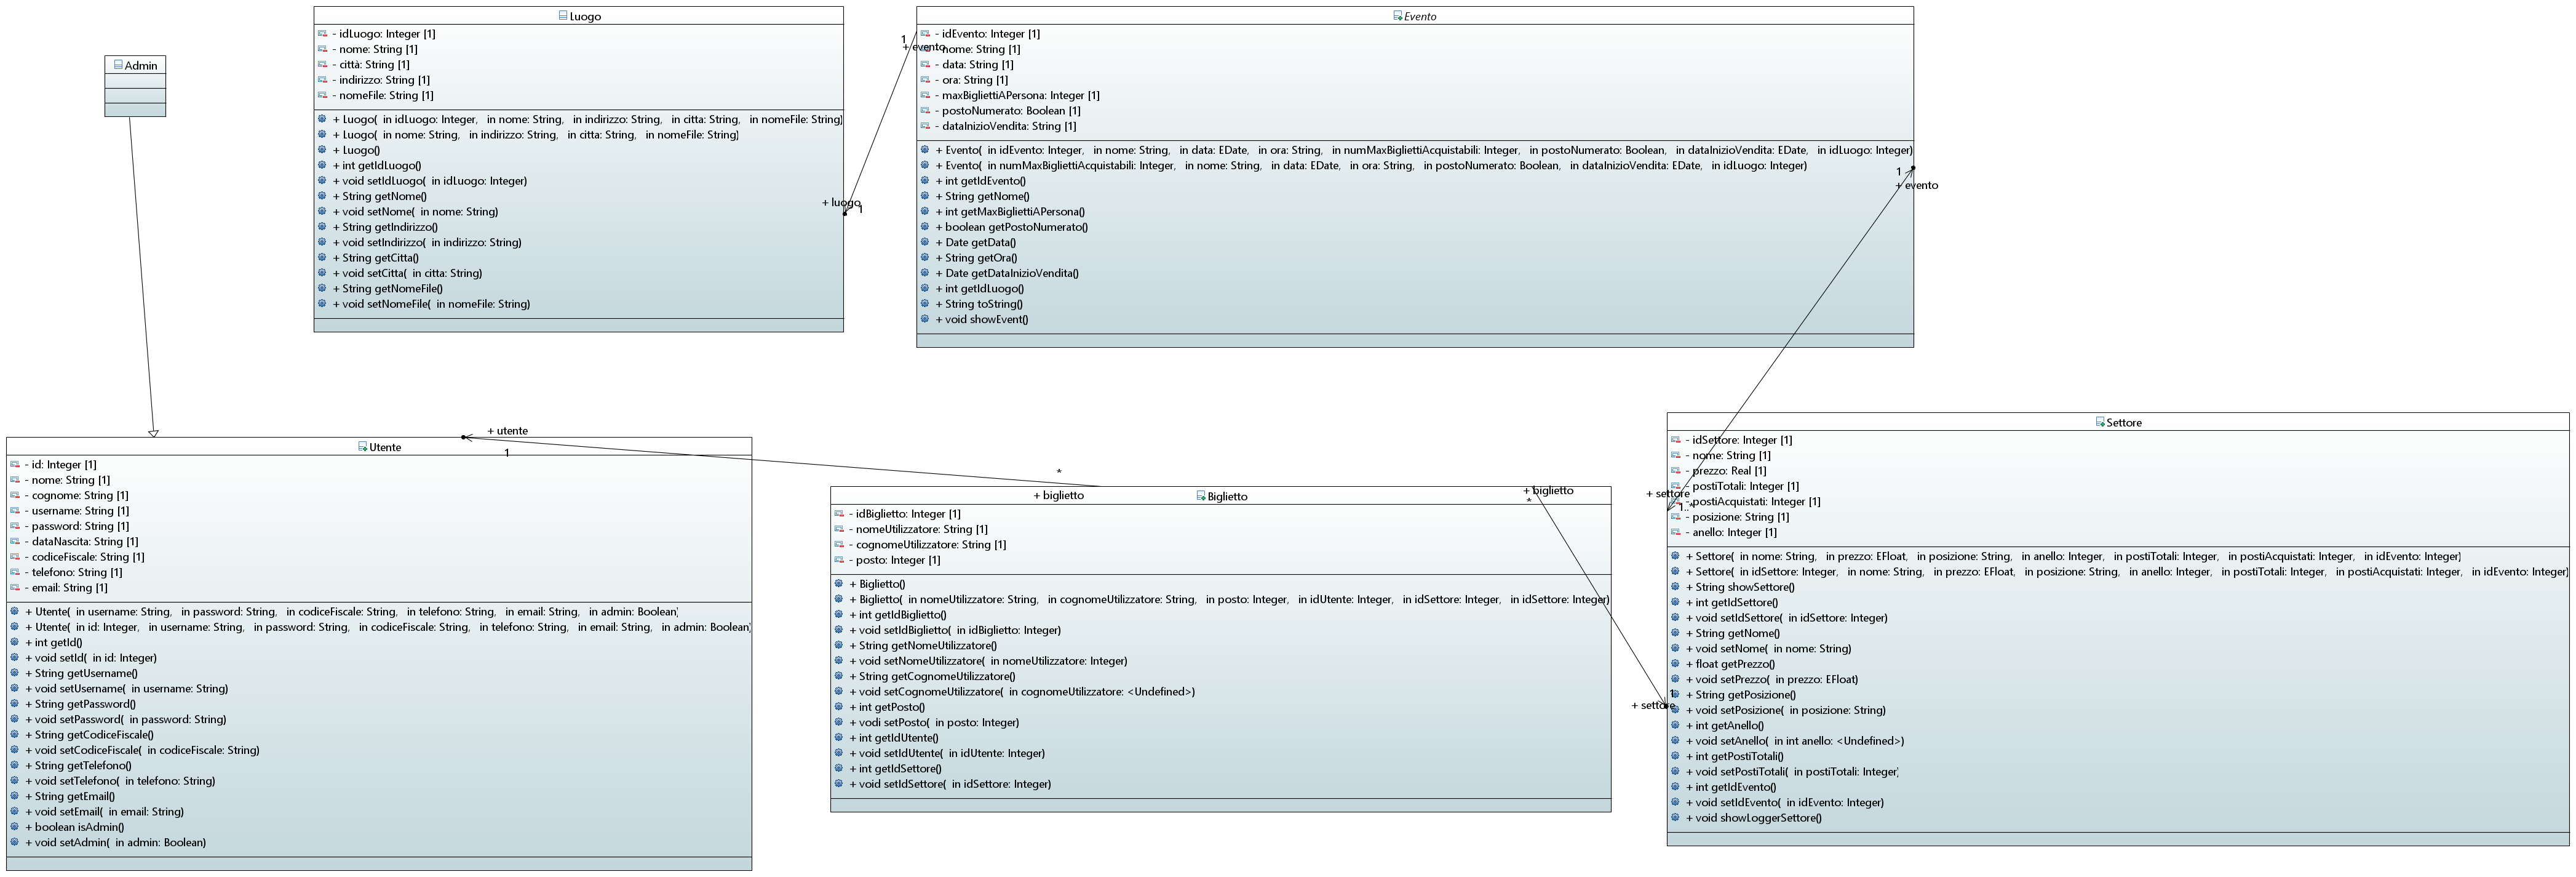 Admin
Luogo
- idLuogo: Integer [1]
- nome: String [1]
- città: String [1]
- indirizzo: String [1]
- nomeFile: String [1]
+ Luogo( in idLuogo: Integer, in nome: String, in indirizzo: String, in citta: String, in nomeFile: String)
+ Luogo( in nome: String, in indirizzo: String, in citta: String, in nomeFile: String)
+ Luogo()
+ int getIdLuogo()
+ void setIdLuogo( in idLuogo: Integer)
+ String getNome()
+ void setNome( in nome: String)
+ String getIndirizzo()
+ void setIndirizzo( in indirizzo: String)
+ String getCitta()
+ void setCitta( in citta: String)
+ String getNomeFile()
+ void setNomeFile( in nomeFile: String)
1
+ evento
+ luogo
1
Evento
- idEvento: Integer [1]
- nome: String [1]
- data: String [1]
- ora: String [1]
- maxBigliettiAPersona: Integer [1]
- postoNumerato: Boolean [1]
- dataInizioVendita: String [1]
+ Evento( in idEvento: Integer, in nome: String, in data: EDate, in ora: String, in numMaxBigliettiAcquistabili: Integer, in postoNumerato: Boolean, in dataInizioVendita: EDate, in idLuogo: Integer)
+ Evento( in numMaxBigliettiAcquistabili: Integer, in nome: String, in data: EDate, in ora: String, in postoNumerato: Boolean, in dataInizioVendita: EDate, in idLuogo: Integer)
+ int getIdEvento()
+ String getNome()
+ int getMaxBigliettiAPersona()
+ boolean getPostoNumerato()
+ Date getData()
+ String getOra()
+ Date getDataInizioVendita()
+ int getIdLuogo()
+ String toString()
+ void showEvent()
1
+ evento
Utente
- id: Integer [1]
- nome: String [1]
- cognome: String [1]
- username: String [1]
- password: String [1]
- dataNascita: String [1]
- codiceFiscale: String [1]
- telefono: String [1]
- email: String [1]
+ Utente( in username: String, in password: String, in codiceFiscale: String, in telefono: String, in email: String, in admin: Boolean)
+ Utente( in id: Integer, in username: String, in password: String, in codiceFiscale: String, in telefono: String, in email: String, in admin: Boolean)
+ int getId()
+ void setId( in id: Integer)
+ String getUsername()
+ void setUsername( in username: String)
+ String getPassword()
+ void setPassword( in password: String)
+ String getCodiceFiscale()
+ void setCodiceFiscale( in codiceFiscale: String)
+ String getTelefono()
+ void setTelefono( in telefono: String)
+ String getEmail()
+ void setEmail( in email: String)
+ boolean isAdmin()
+ void setAdmin( in admin: Boolean)
+ utente
1
*
+ biglietto
Biglietto
- idBiglietto: Integer [1]
- nomeUtilizzatore: String [1]
- cognomeUtilizzatore: String [1]
- posto: Integer [1]
+ Biglietto()
+ Biglietto( in nomeUtilizzatore: String, in cognomeUtilizzatore: String, in posto: Integer, in idUtente: Integer, in idSettore: Integer, in idSettore: Integer)
+ int getIdBiglietto()
+ void setIdBiglietto( in idBiglietto: Integer)
+ String getNomeUtilizzatore()
+ void setNomeUtilizzatore( in nomeUtilizzatore: Integer)
+ String getCognomeUtilizzatore()
+ void setCognomeUtilizzatore( in cognomeUtilizzatore: <Undefined>)
+ int getPosto()
+ vodi setPosto( in posto: Integer)
+ int getIdUtente()
+ void setIdUtente( in idUtente: Integer)
+ int getIdSettore()
+ void setIdSettore( in idSettore: Integer)
+ biglietto
*
+ settore
1..*
+ settore
1
Settore
- idSettore: Integer [1]
- nome: String [1]
- prezzo: Real [1]
- postiTotali: Integer [1]
- postiAcquistati: Integer [1]
- posizione: String [1]
- anello: Integer [1]
+ Settore( in nome: String, in prezzo: EFloat, in posizione: String, in anello: Integer, in postiTotali: Integer, in postiAcquistati: Integer, in idEvento: Integer)
+ Settore( in idSettore: Integer, in nome: String, in prezzo: EFloat, in posizione: String, in anello: Integer, in postiTotali: Integer, in postiAcquistati: Integer, in idEvento: Integer)
+ String showSettore()
+ int getIdSettore()
+ void setIdSettore( in idSettore: Integer)
+ String getNome()
+ void setNome( in nome: String)
+ float getPrezzo()
+ void setPrezzo( in prezzo: EFloat)
+ String getPosizione()
+ void setPosizione( in posizione: String)
+ int getAnello()
+ void setAnello( in int anello: <Undefined>)
+ int getPostiTotali()
+ void setPostiTotali( in postiTotali: Integer)
+ int getIdEvento()
+ void setIdEvento( in idEvento: Integer)
+ void showLoggerSettore()